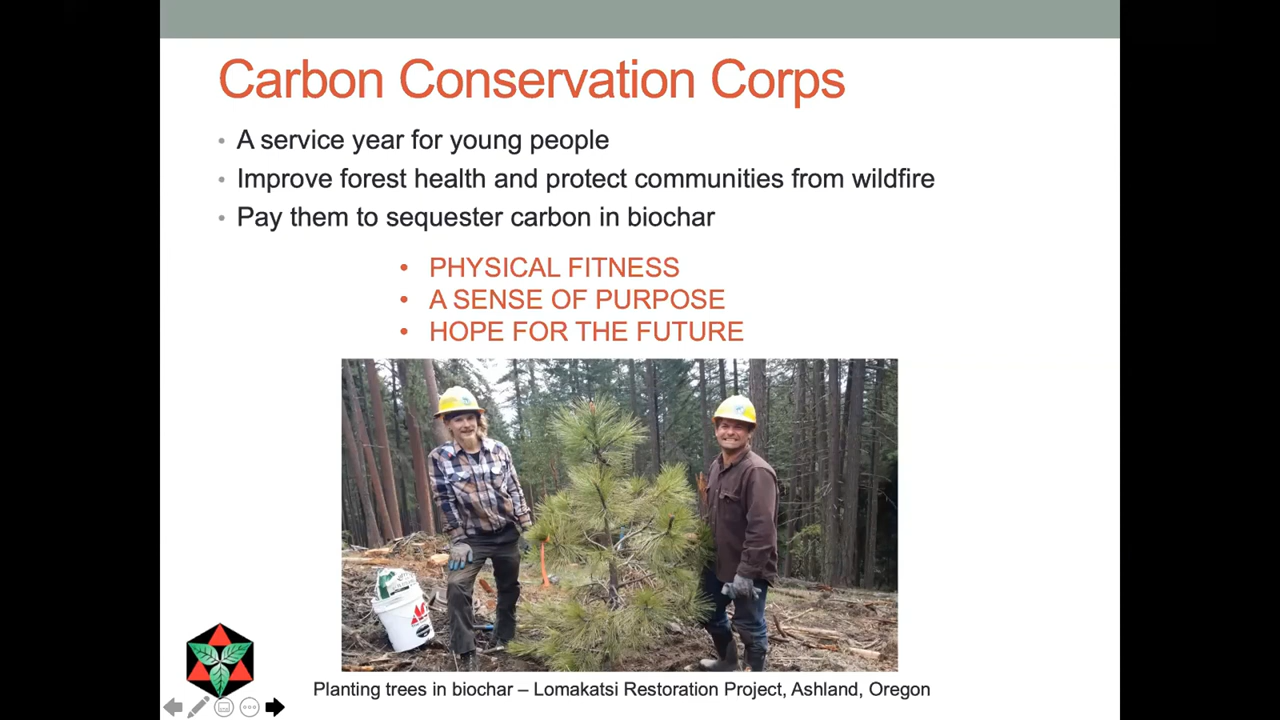 Carbon Conservation Corps
• A service year for young people
• Improve forest health and protect communities from wildfire
• Pay them to sequester carbon in biochar
• PHYSICAL FITNESS
• A SENSE OF PURPOSE
• HOPE FOR THE FUTURE
Planting trees in biochar – Lomakatsi Restoration Project, Ashland, Oregon